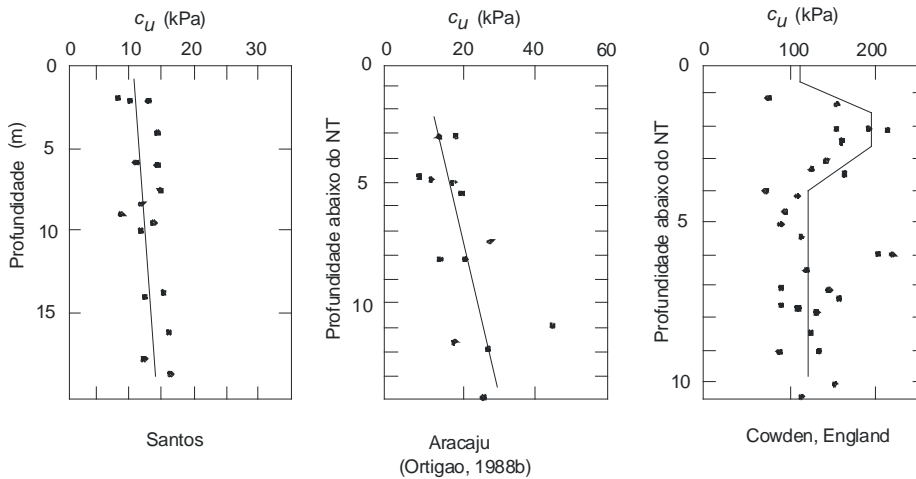 c_u (kPa)
0 10 20 30
Profundidade (m)
0
5
10
15
Santos
c_u (kPa)
0 20 40 60
Profundidade abaixo do NT
0
5
10
Aracaju
(Ortigao, 1988b)
c_u (kPa)
0 100 200
Profundidade abaixo do NT
0
5
10
Cowden, England